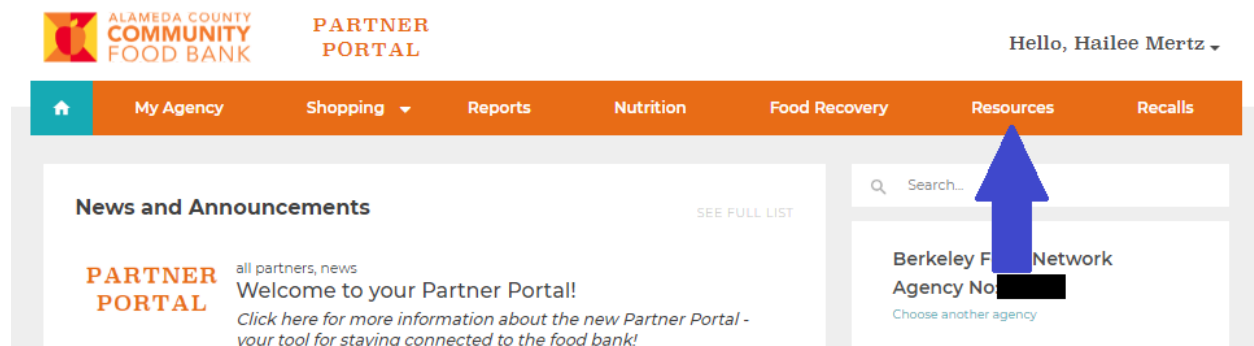 ALAMEDA COUNTY
COMMUNITY
FOOD BANK
PARTNER
PORTAL
Hello, Hailee Mertz
My Agency Shopping Reports Nutrition Food Recovery Resources Recalls
News and Announcements
SEE FULL LIST
Search...
PARTNER
PORTAL
all partners, news
Welcome to your Partner Portal!
Click here for more information about the new Partner Portal -
your tool for staying connected to the food bank!
Berkeley F Network
Agency No:
Choose another agency